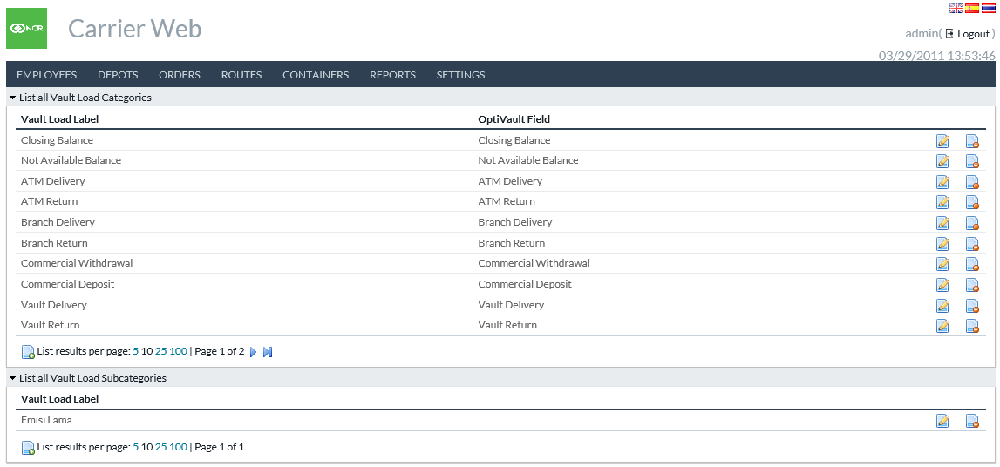 NCR
Carrier Web
admin( Logout )
03/29/2011 13:53:46
EMPLOYEES DEPOTS ORDERS ROUTES CONTAINERS REPORTS SETTINGS
List all Vault Load Categories
Vault Load Label OptiVault Field
Closing Balance Closing Balance
Not Available Balance Not Available Balance
ATM Delivery ATM Delivery
ATM Return ATM Return
Branch Delivery Branch Delivery
Branch Return Branch Return
Commercial Withdrawal Commercial Withdrawal
Commercial Deposit Commercial Deposit
Vault Delivery Vault Delivery
Vault Return Vault Return
List results per page: 5 10 25 100 | Page 1 of 2
List all Vault Load Subcategories
Vault Load Label
Emisi Lama
List results per page: 5 10 25 100 | Page 1 of 1